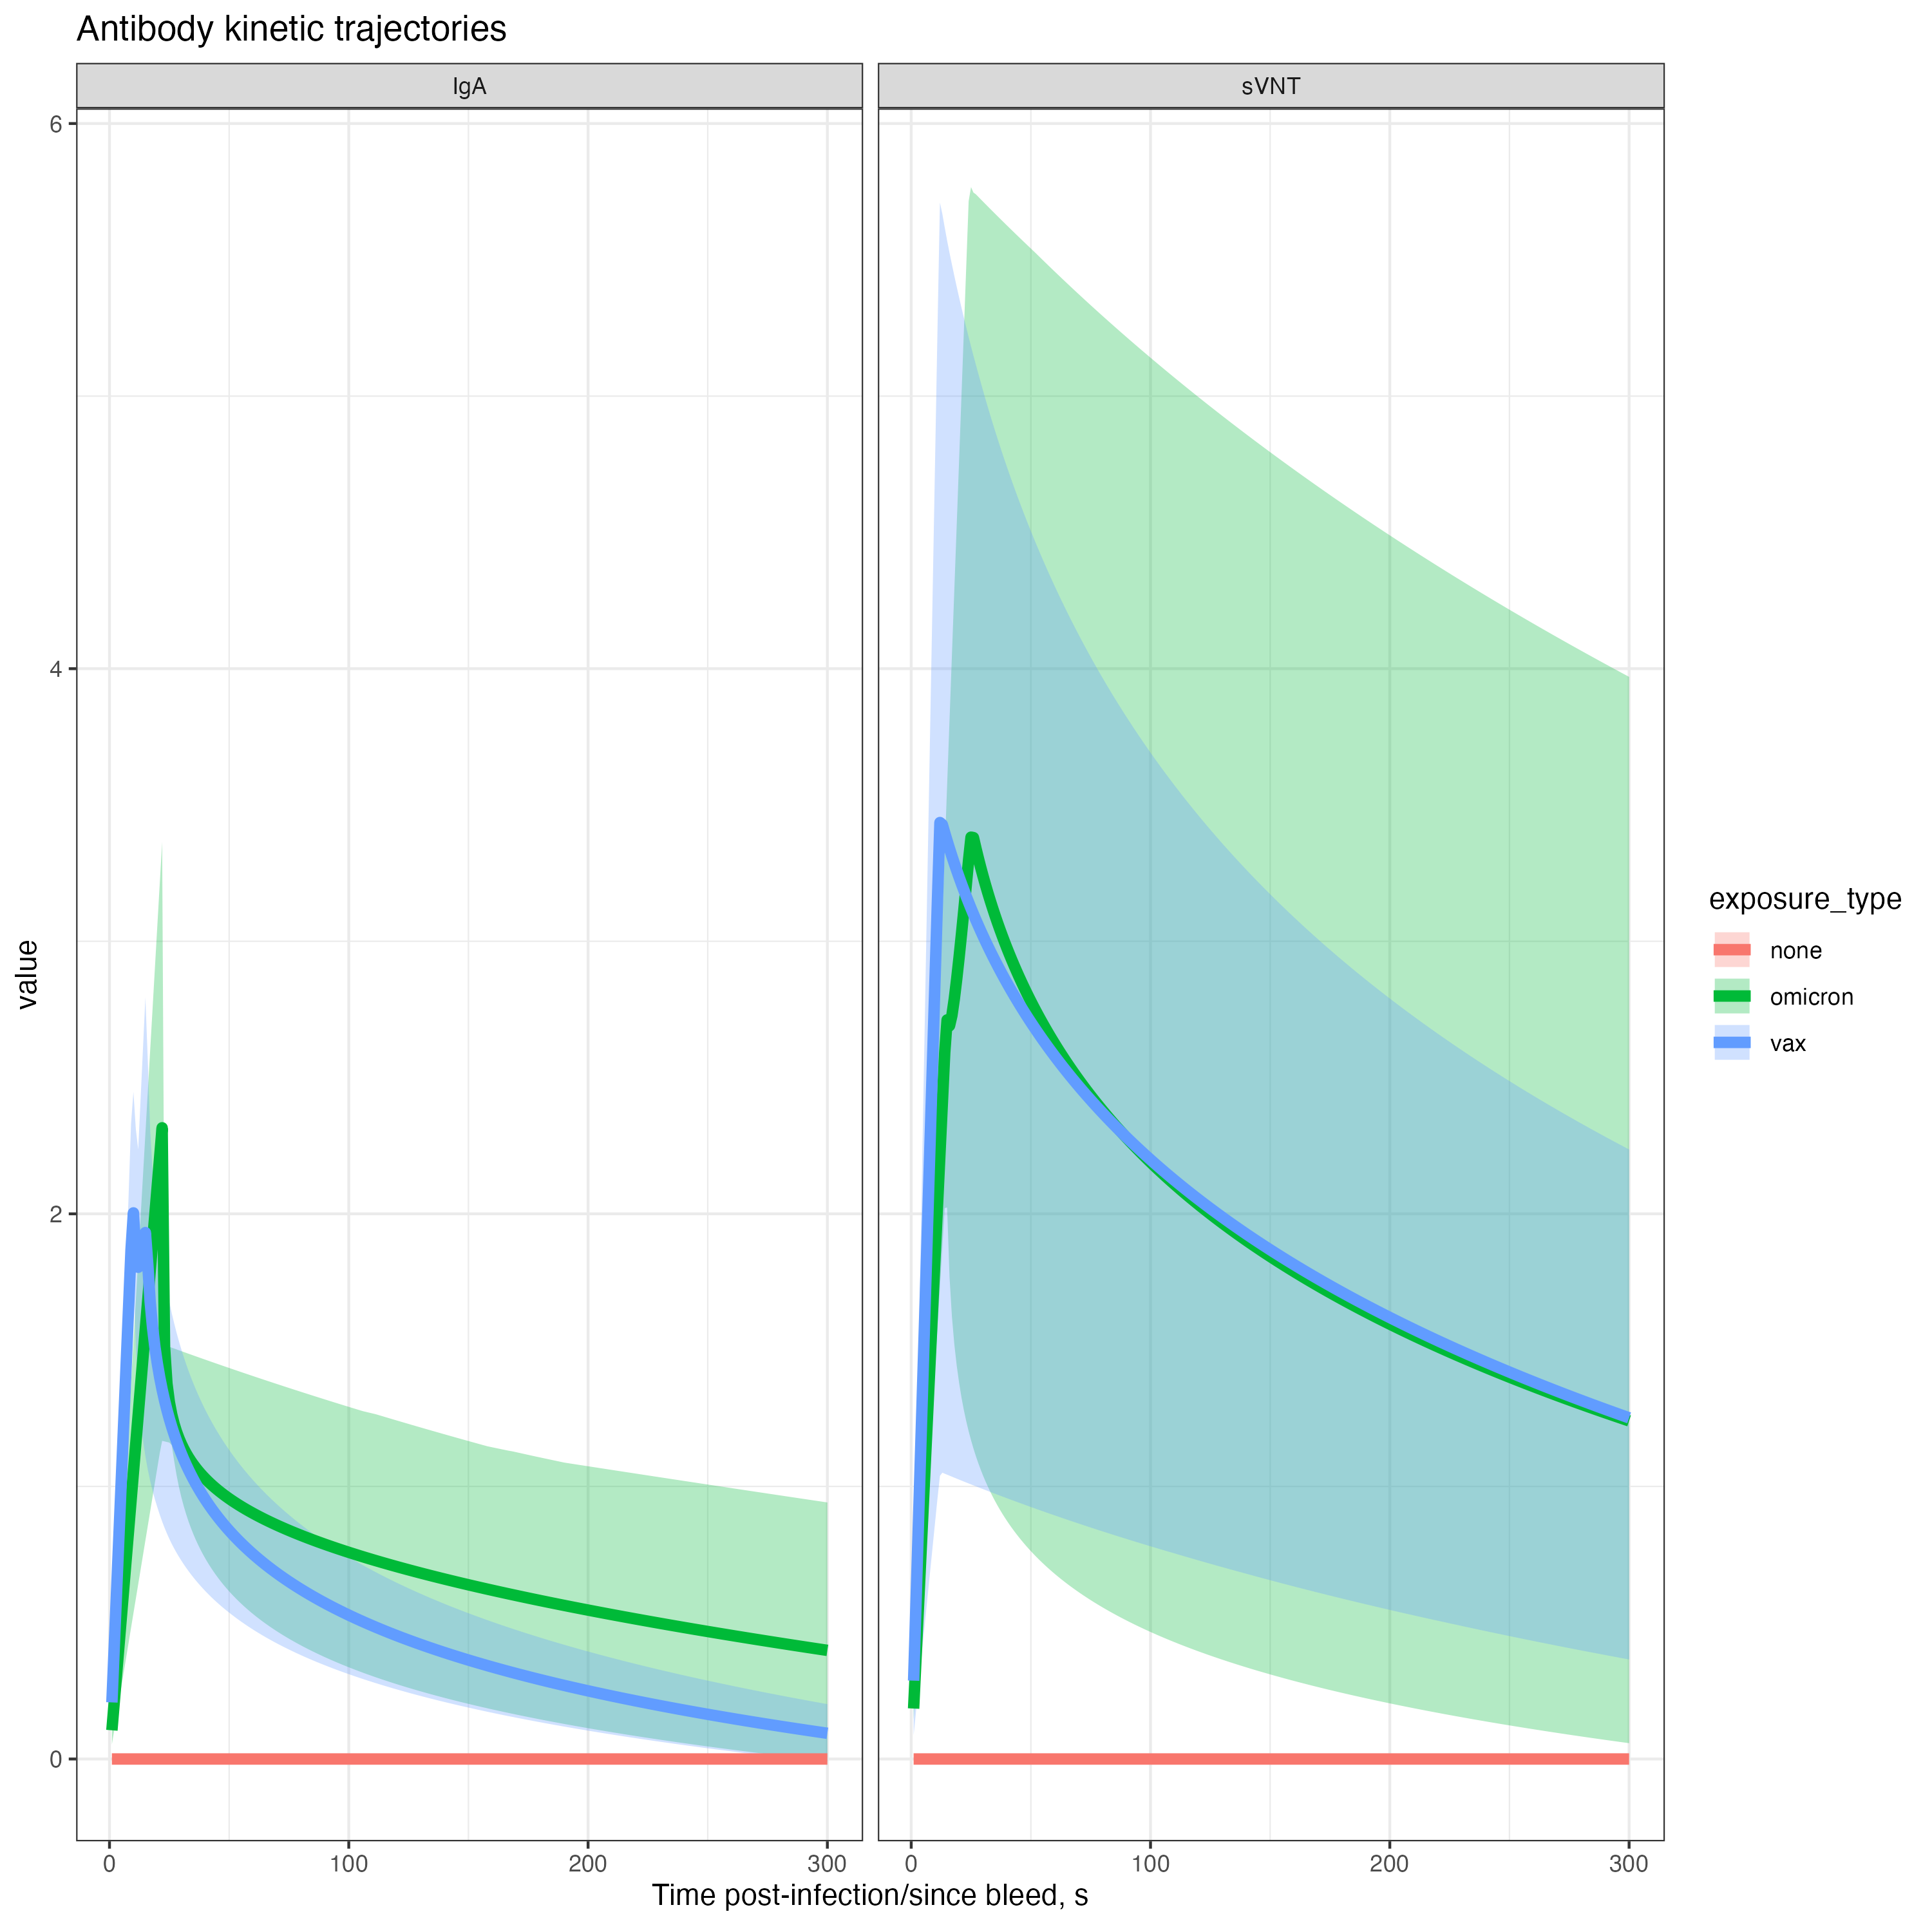 Antibody kinetic trajectories
IgA
sVNT
6
4
2
0
value
0 100 200 300
0 100 200 300
Time post-infection/since bleed, s
exposure_type
none
omicron
vax